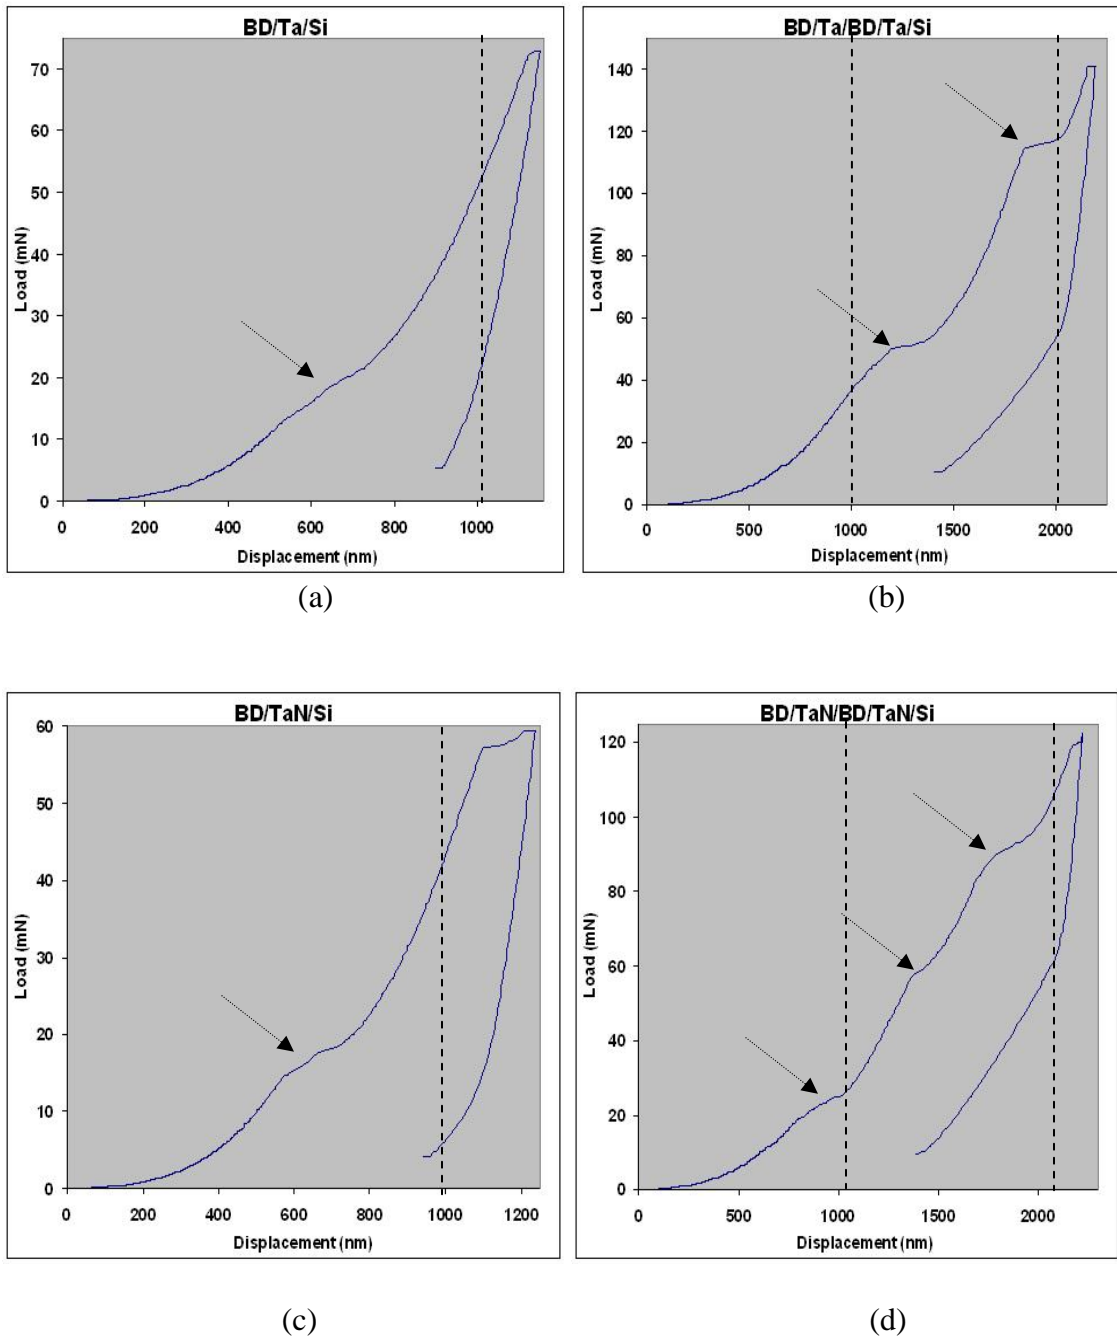 BD/Ta/Si
70
60
50
40
30
20
10
0
Load (mN)
0 200 400 600 800 1000
Displacement (nm)
(a)
BD/Ta/BD/Ta/Si
140
120
100
80
60
40
20
0
Load (mN)
0 500 1000 1500 2000
Displacement (nm)
(b)
BD/TaN/Si
60
50
40
30
20
10
0
Load (mN)
0 200 400 600 800 1000 1200
Displacement (nm)
(c)
BD/TaN/BD/TaN/Si
120
100
80
60
40
20
0
Load (mN)
0 500 1000 1500 2000
Displacement (nm)
(d)